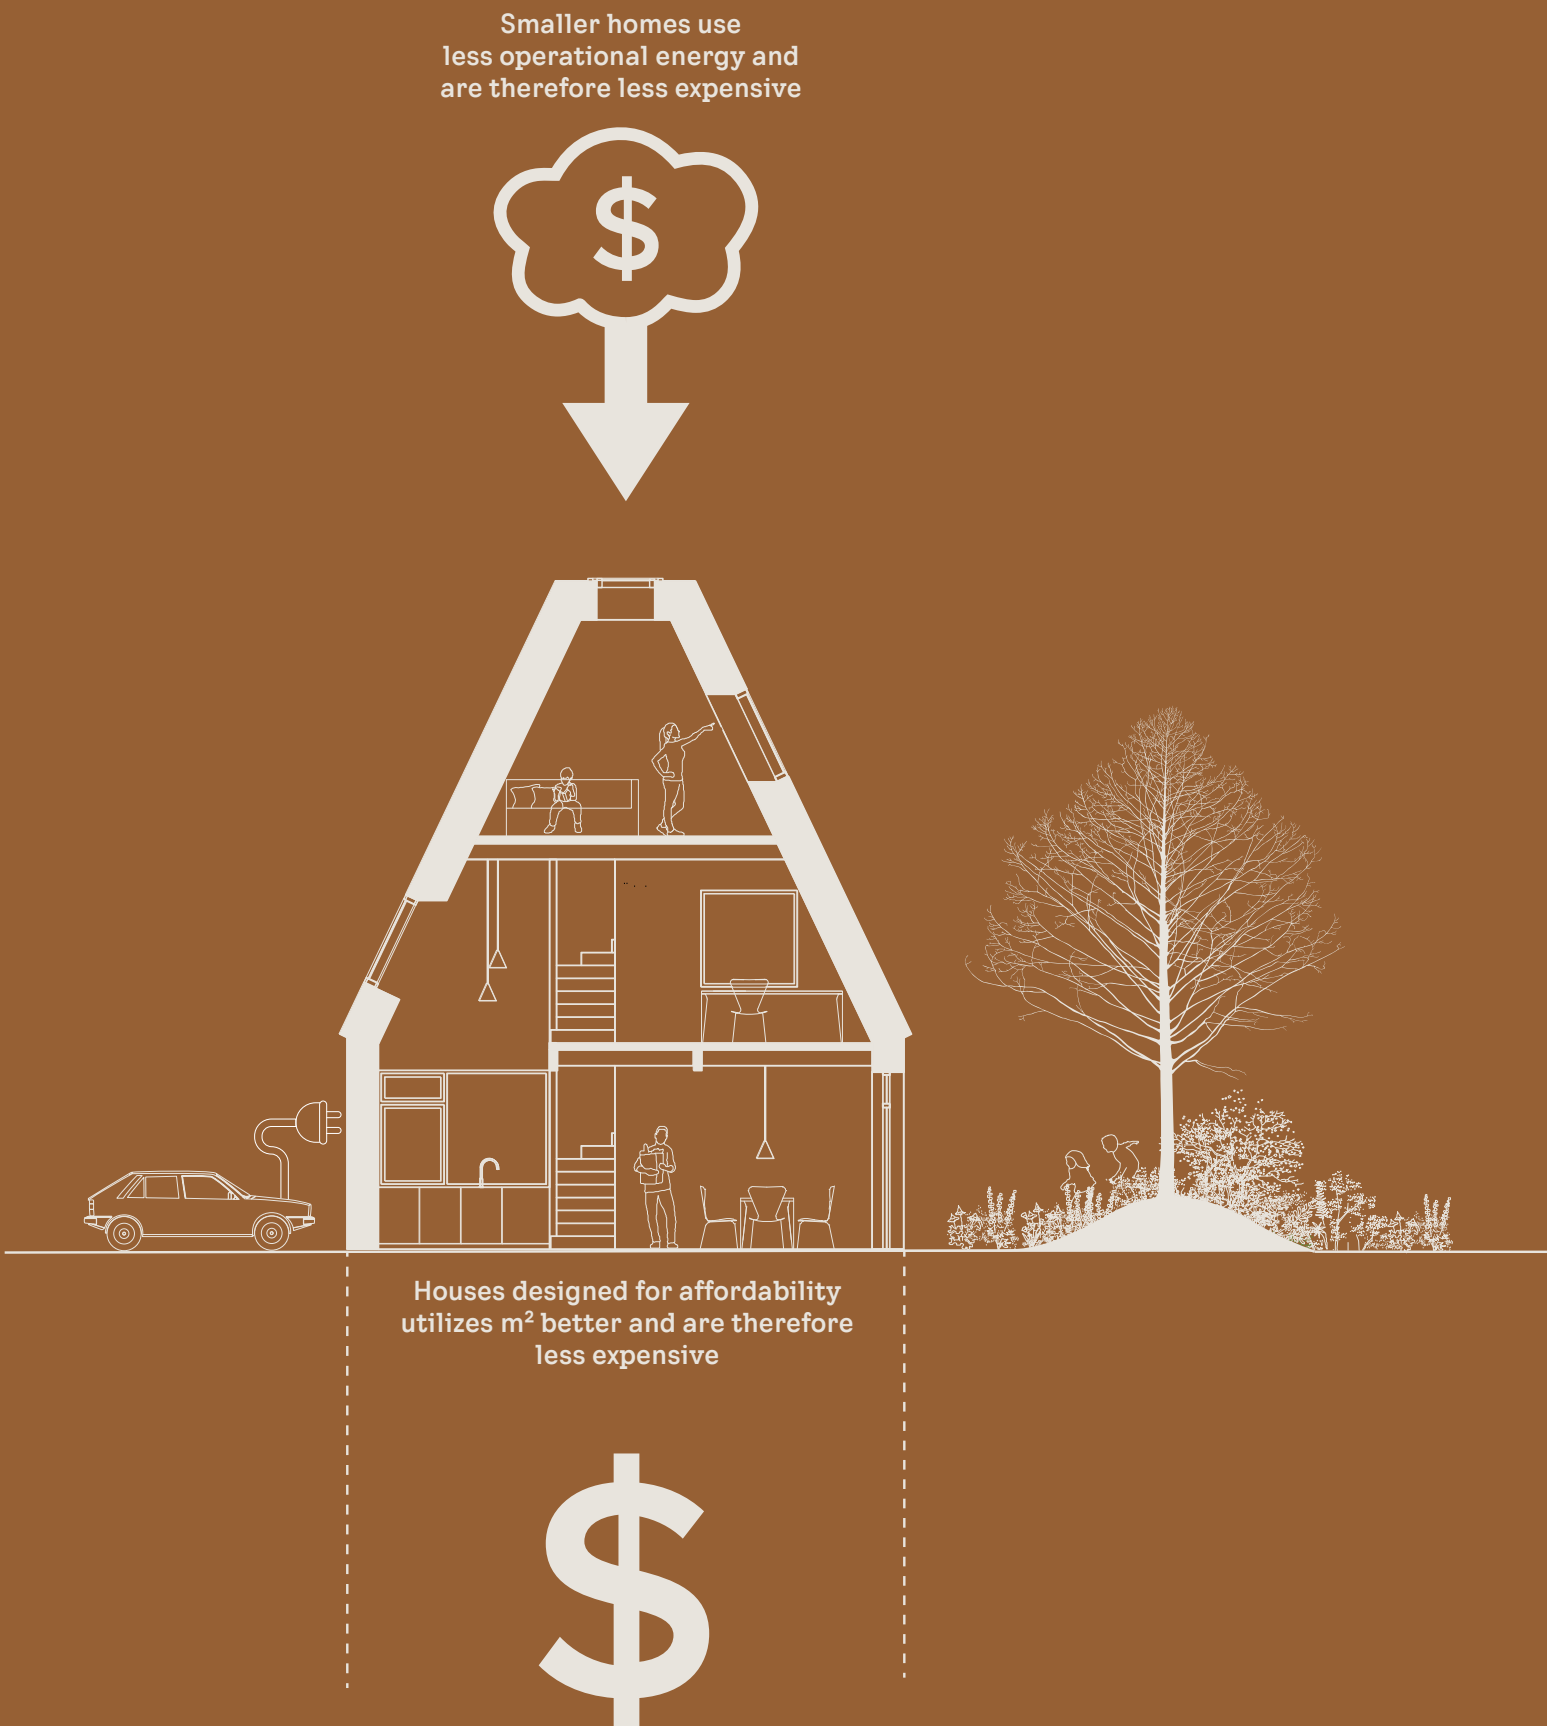 Smaller homes use
less operational energy and
are therefore less expensive
$
Houses designed for affordability
utilizes m² better and are therefore
less expensive
$